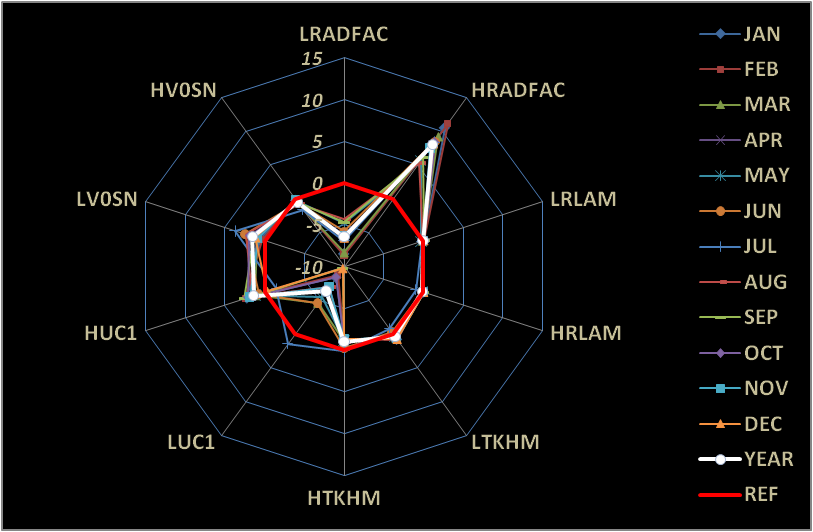 LRADFAC
HRADFAC
LRLAM
HRLAM
LTKHM
HTKHM
LUC1
HUC1
LV0SN
HV0SN
15
10
5
0
-5
-10
JAN
FEB
MAR
APR
MAY
JUN
JUL
AUG
SEP
OCT
NOV
DEC
YEAR
REF